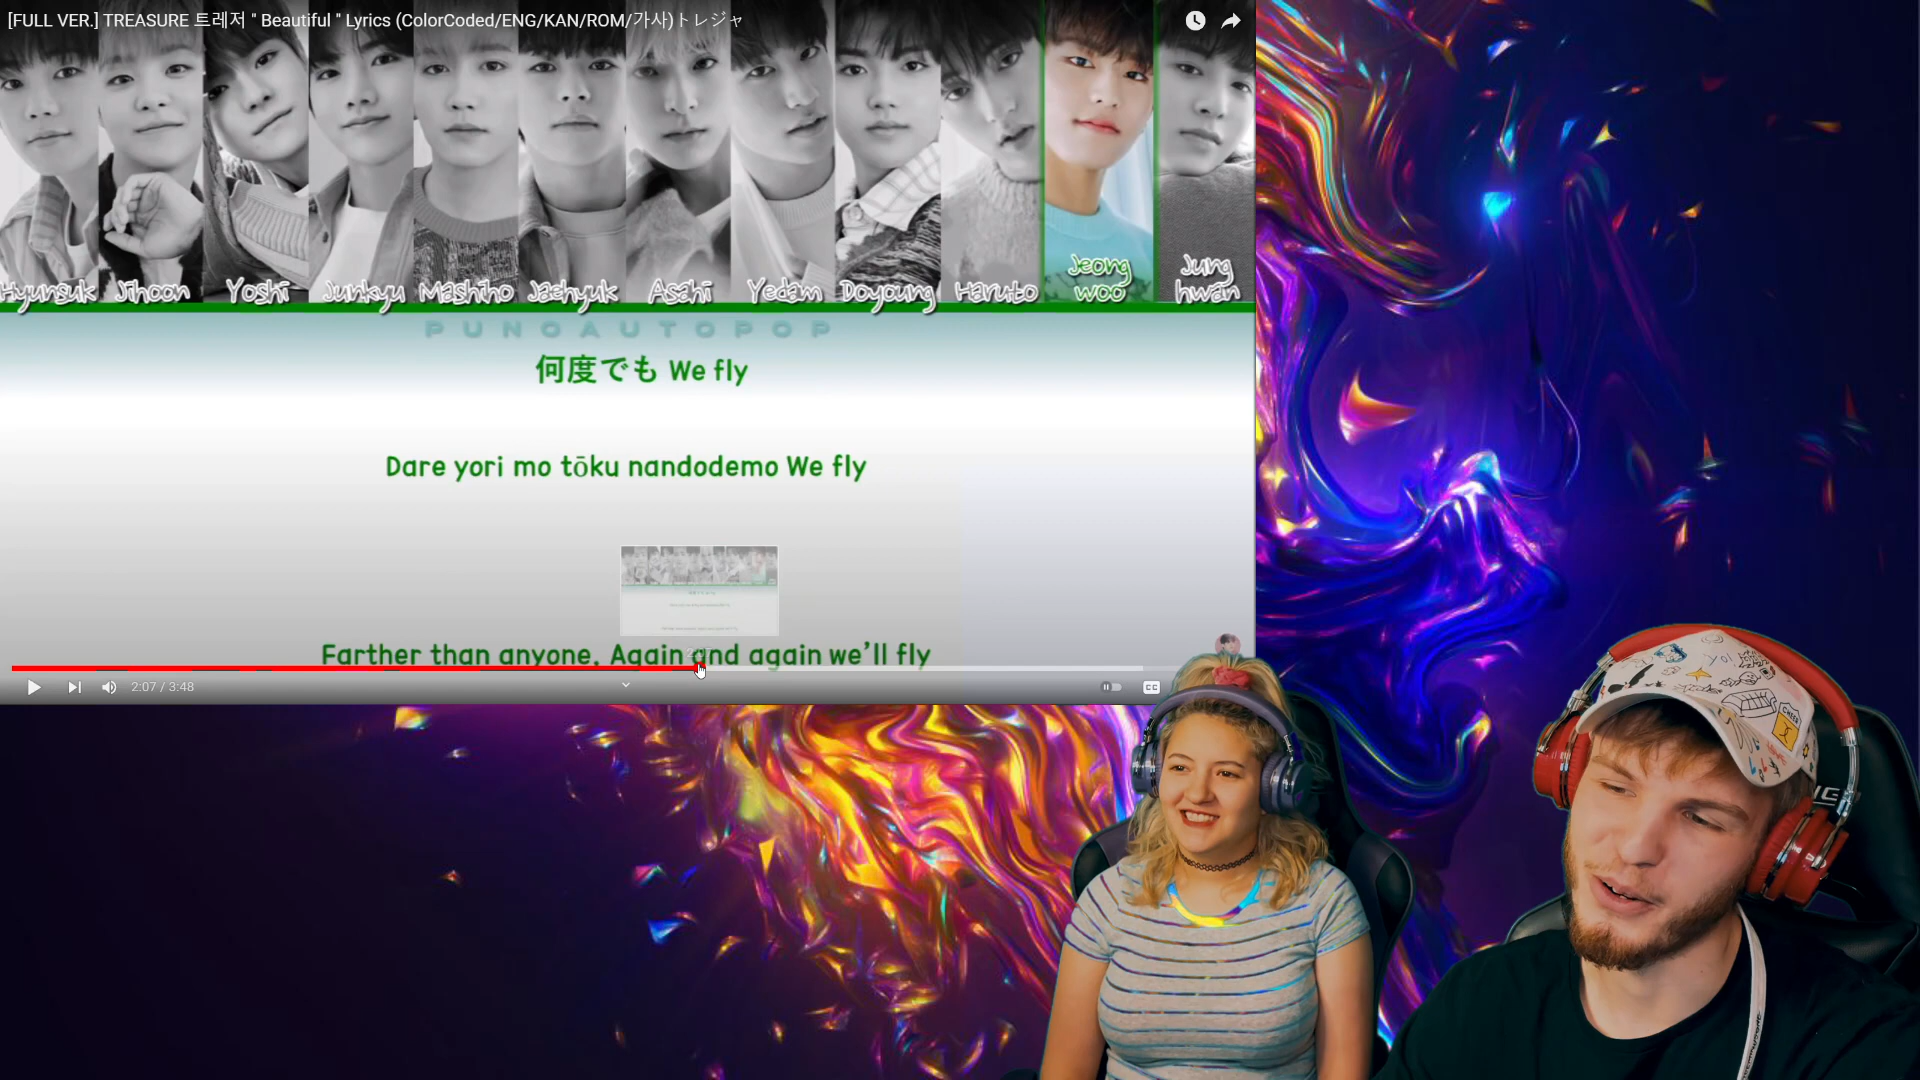 [FULL VER.] TREASURE 트레저 " Beautiful " Lyrics (ColorCoded/ENG/KAN/ROM/가사)トレジャ
Hyunsuk Jihoon Yoshi Junkyu Mashiho Jaehyuk Asahi Yedam Doyoung Haruto Jeong woo Jung hwan
PUNOAUTOPOP
何度でも We fly
Dare yori mo tōku nandodemo We fly
Farther than anyone, Again and again we'll fly
2:07 / 3:48
CC
YO!
CHEER